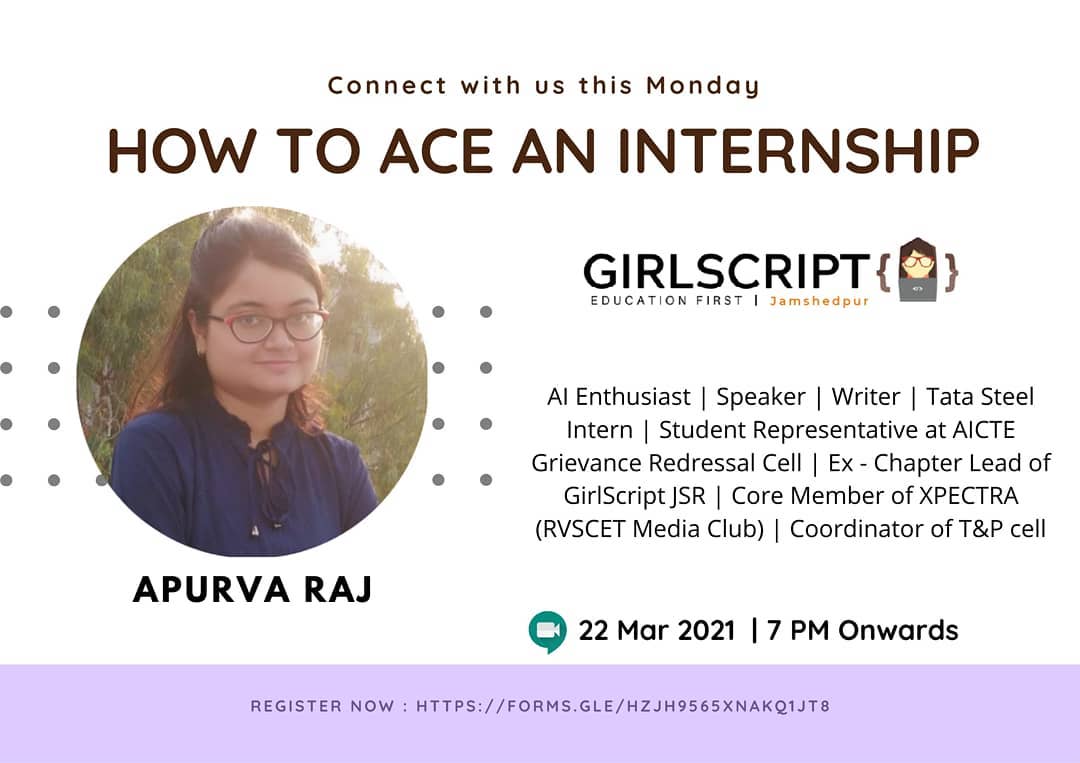 Connect with us this Monday
HOW TO ACE AN INTERNSHIP
GIRLSCRIPT
EDUCATION FIRST | Jamshedpur
AI Enthusiast | Speaker | Writer | Tata Steel
Intern | Student Representative at AICTE
Grievance Redressal Cell | Ex - Chapter Lead of
GirlScript JSR | Core Member of XPECTRA
(RVSCET Media Club) | Coordinator of T&P cell
APURVA RAJ
22 Mar 2021 | 7 PM Onwards
REGISTER NOW : HTTPS://FORMS.GLE/HZJH9565XNAKQ1JT8